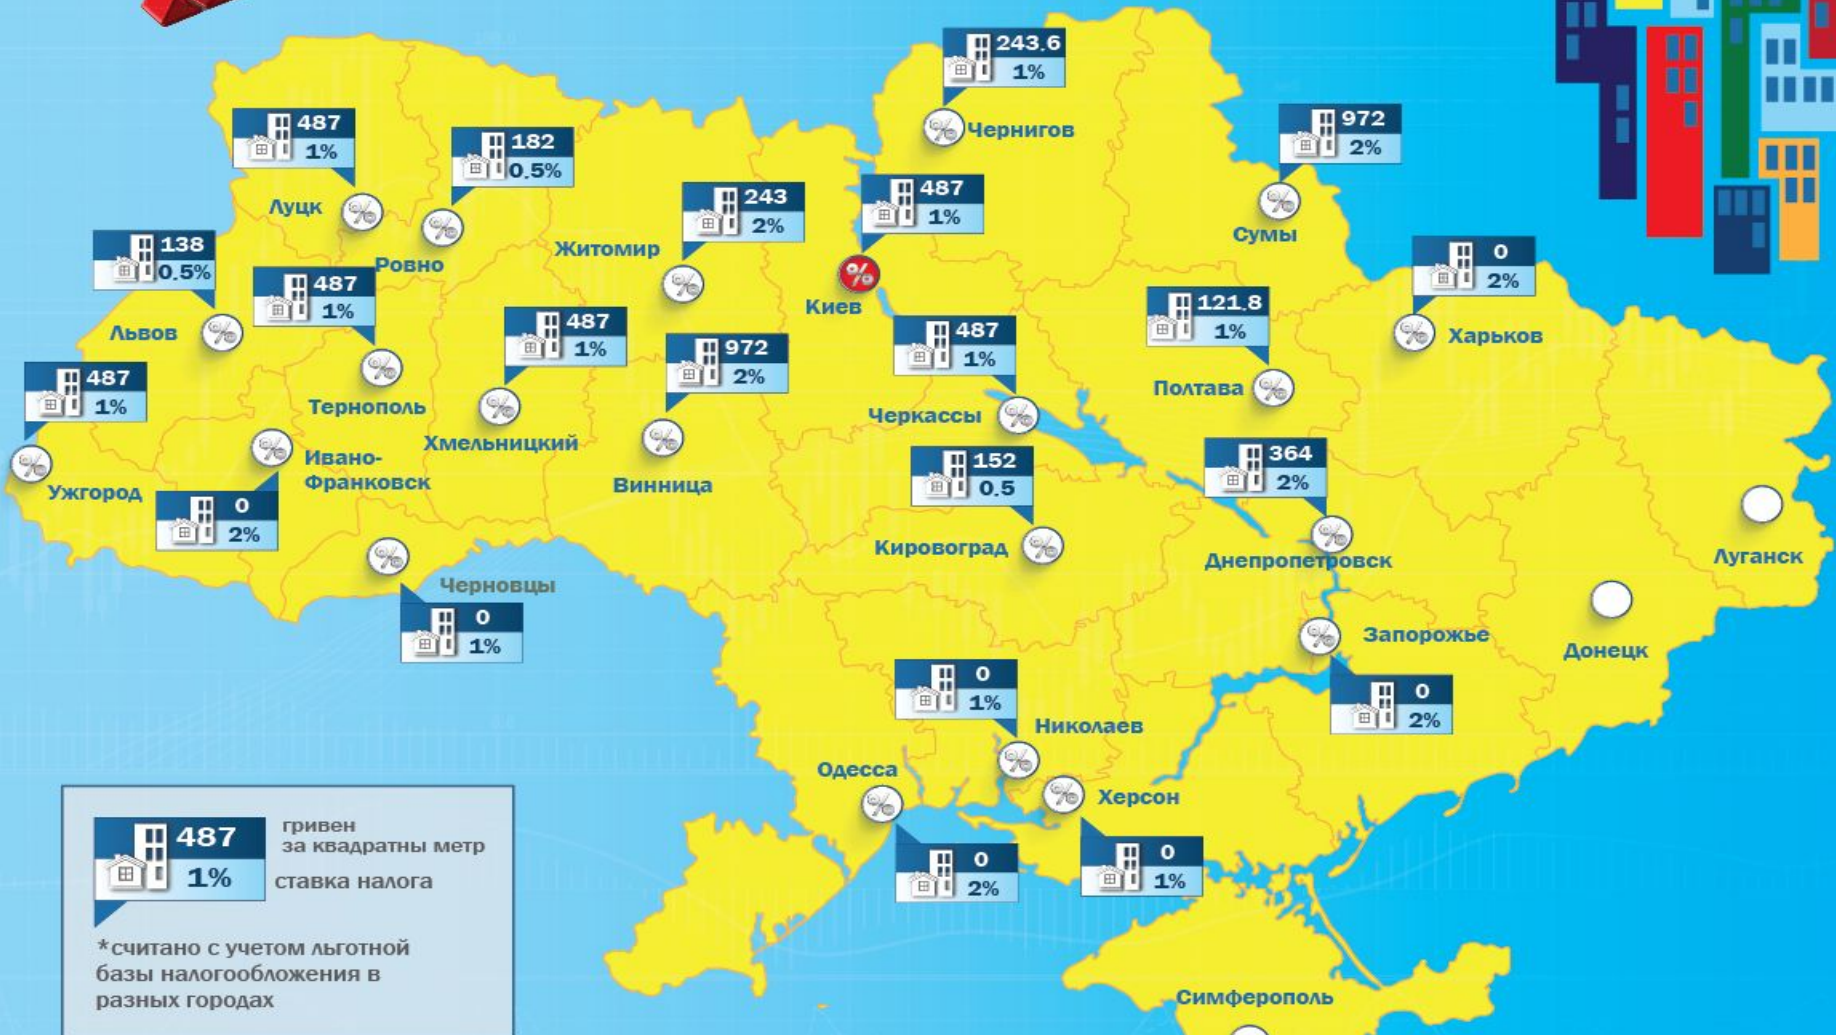 243.6
1%
Чернигов
487
1%
Луцк
182
0.5%
Ровно
243
2%
Житомир
487
1%
Киев
972
2%
Сумы
0
2%
Харьков
138
0.5%
Львов
487
1%
Тернополь
487
1%
Хмельницкий
972
2%
Винница
487
1%
Черкассы
121.8
1%
Полтава
487
1%
Ужгород
Ивано-
Франковск
0
2%
152
0.5
Кировоград
364
2%
Днепропетровск
Луганск
Черновцы
0
1%
Донецк
Запорожье
0
2%
0
1%
Николаев
Одесса
0
2%
Херсон
0
1%
Симферополь
487
1%
гривен
за квадратны метр
ставка налога
*считано с учетом льготной
базы налогообложения в
разных городах